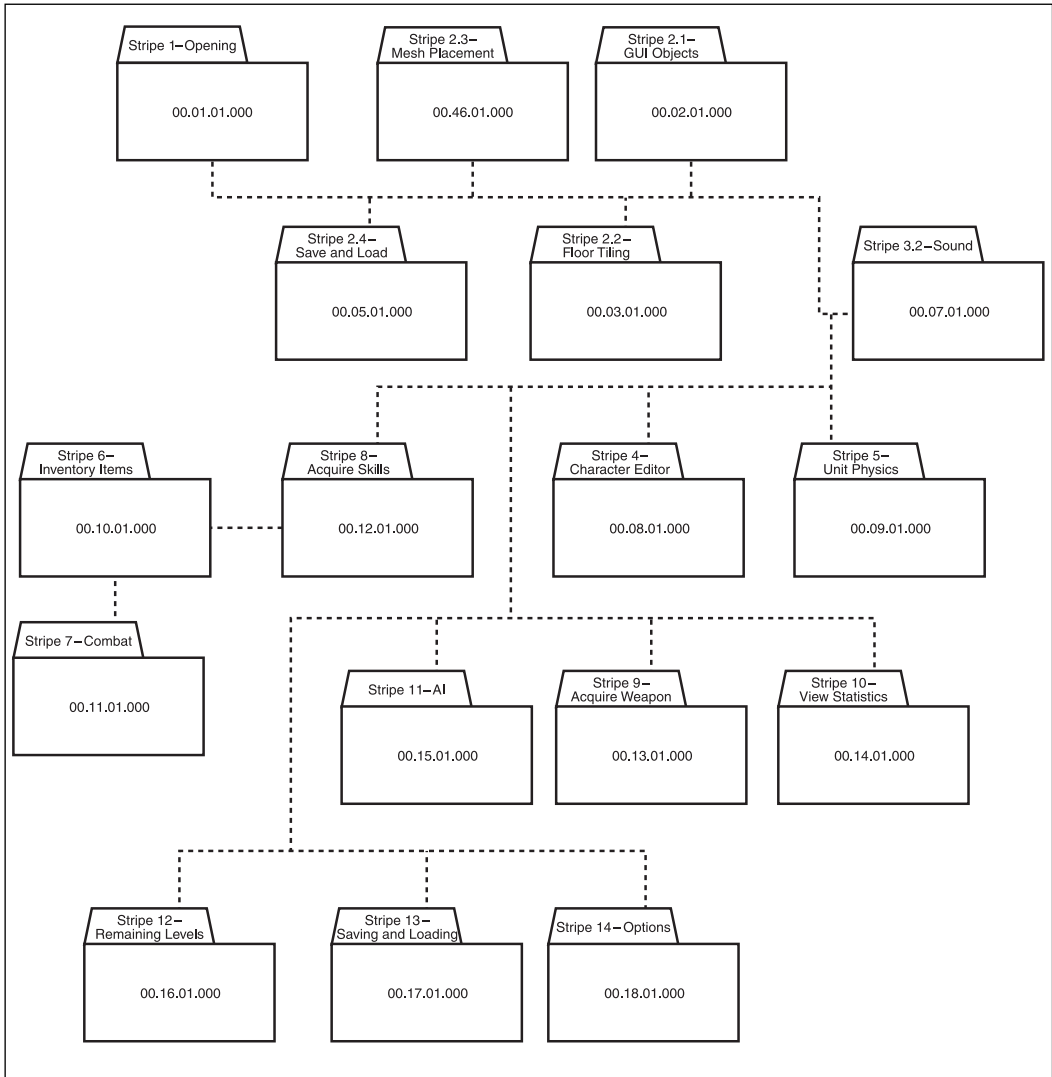 Stripe 1–Opening
00.01.01.000
Stripe 2.3–
Mesh Placement
00.46.01.000
Stripe 2.1–
GUI Objects
00.02.01.000
Stripe 2.4–
Save and Load
00.05.01.000
Stripe 2.2–
Floor Tiling
00.03.01.000
Stripe 3.2–Sound
00.07.01.000
Stripe 6–
Inventory Items
00.10.01.000
Stripe 8–
Acquire Skills
00.12.01.000
Stripe 4–
Character Editor
00.08.01.000
Stripe 5–
Unit Physics
00.09.01.000
Stripe 7–Combat
00.11.01.000
Stripe 11–AI
00.15.01.000
Stripe 9–
Acquire Weapon
00.13.01.000
Stripe 10–
View Statistics
00.14.01.000
Stripe 12–
Remaining Levels
00.16.01.000
Stripe 13–
Saving and Loading
00.17.01.000
Stripe 14–Options
00.18.01.000